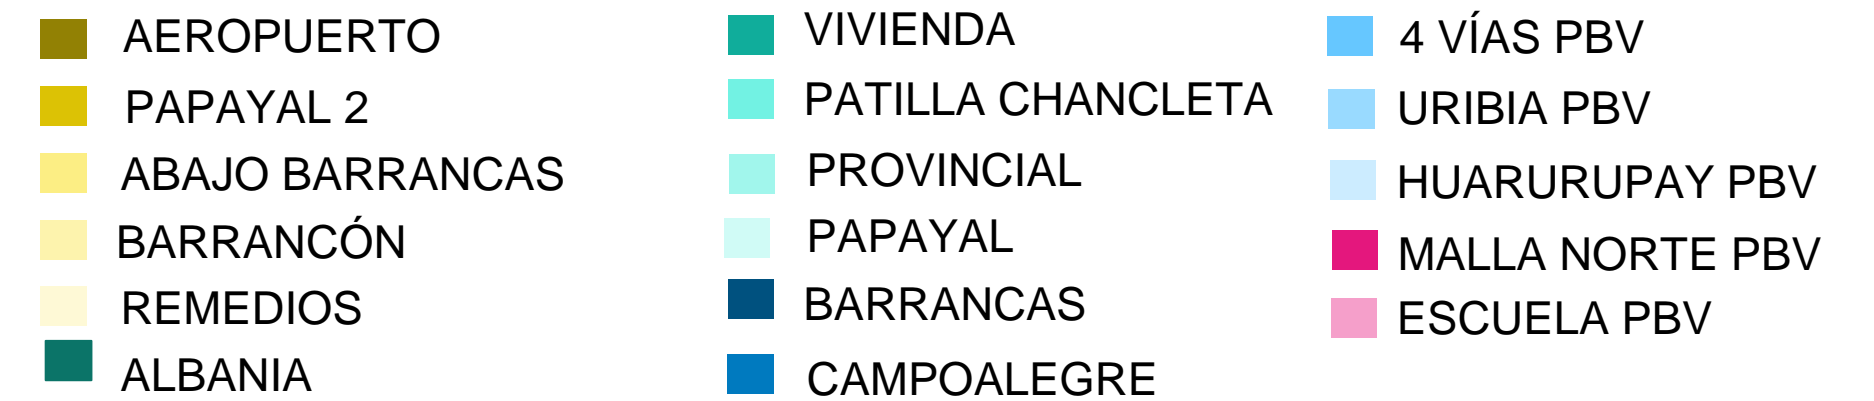 AEROPUERTO
PAPAYAL 2
ABAJO BARRANCAS
BARRANCÓN
REMEDIOS
ALBANIA
VIVIENDA
PATILLA CHANCLETA
PROVINCIAL
PAPAYAL
BARRANCAS
CAMPOALEGRE
4 VÍAS PBV
URIBIA PBV
HUARURUPAY PBV
MALLA NORTE PBV
ESCUELA PBV